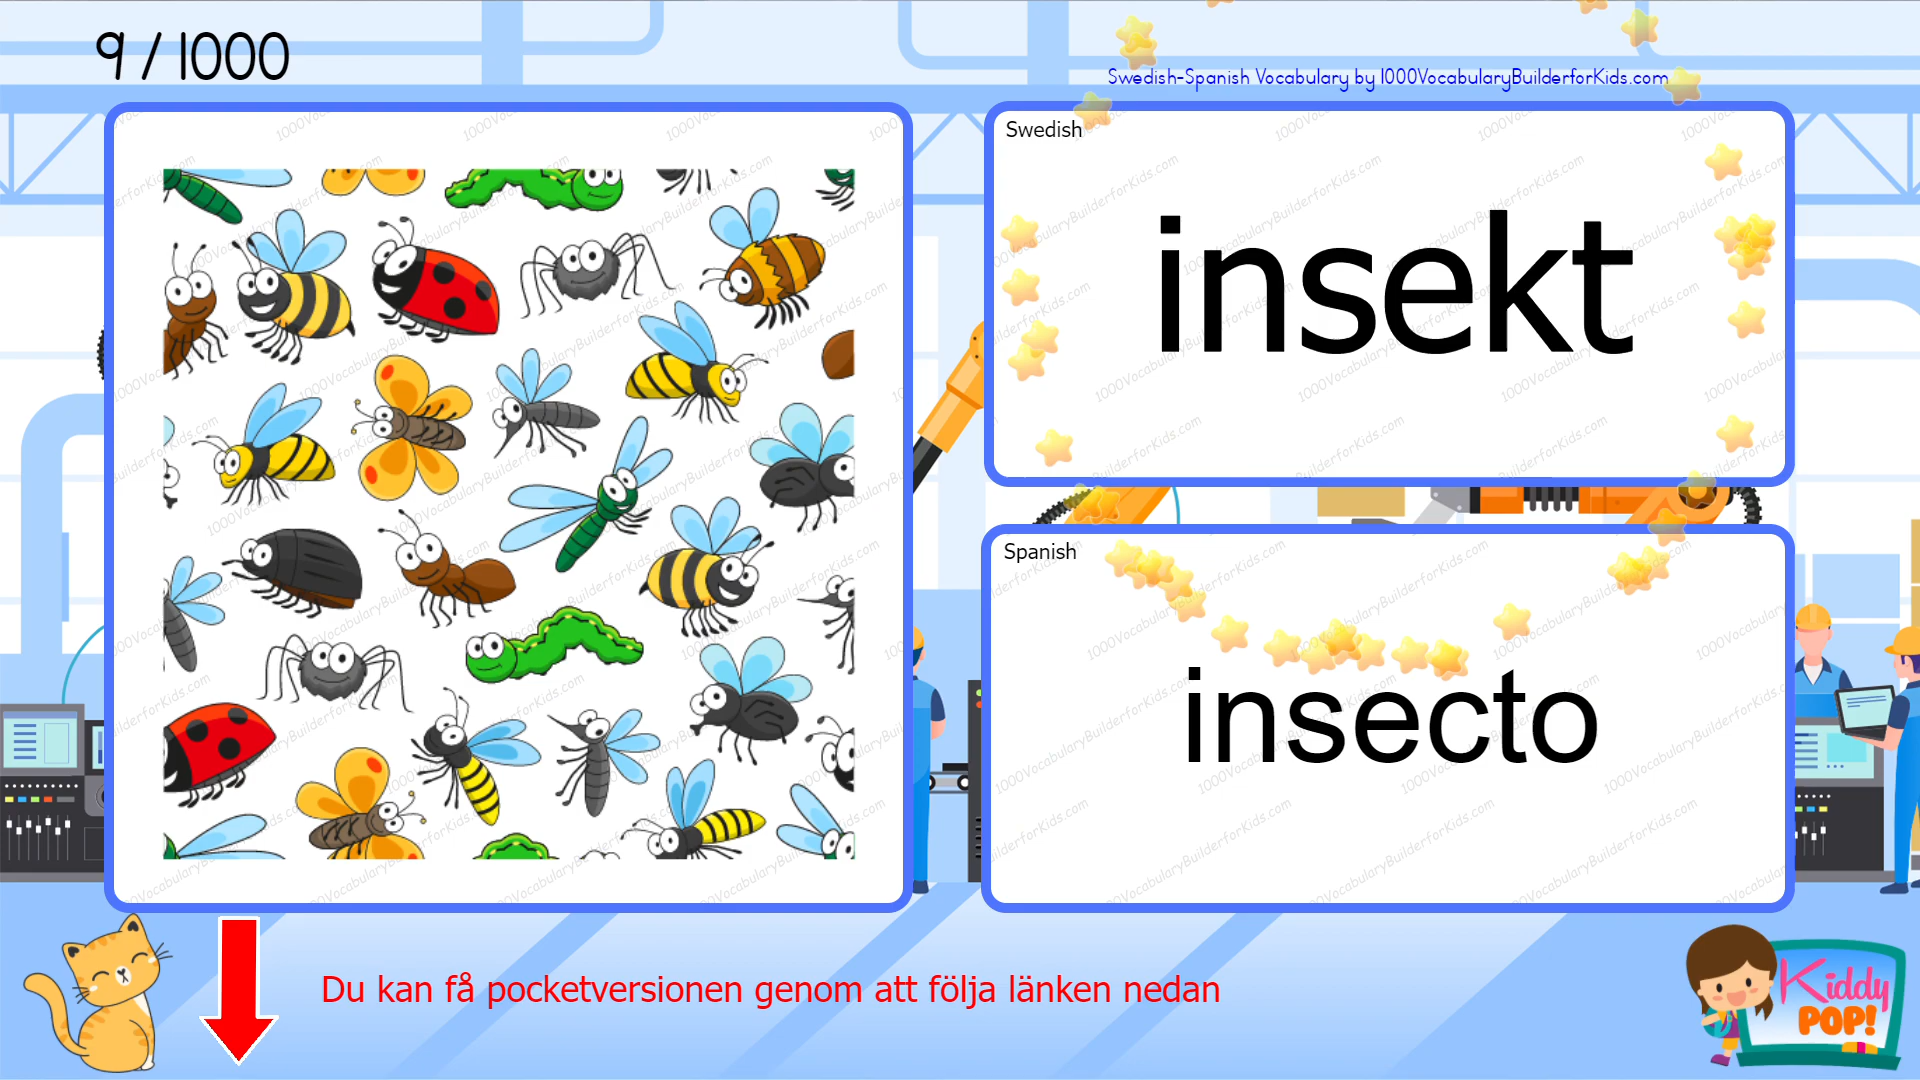 9 / 1000
Swedish-Spanish Vocabulary by 1000VocabularyBuilderforKids.com
Swedish
insekt
Spanish
insecto
Du kan få pocketversionen genom att följa länken nedan
Kiddy
POP!